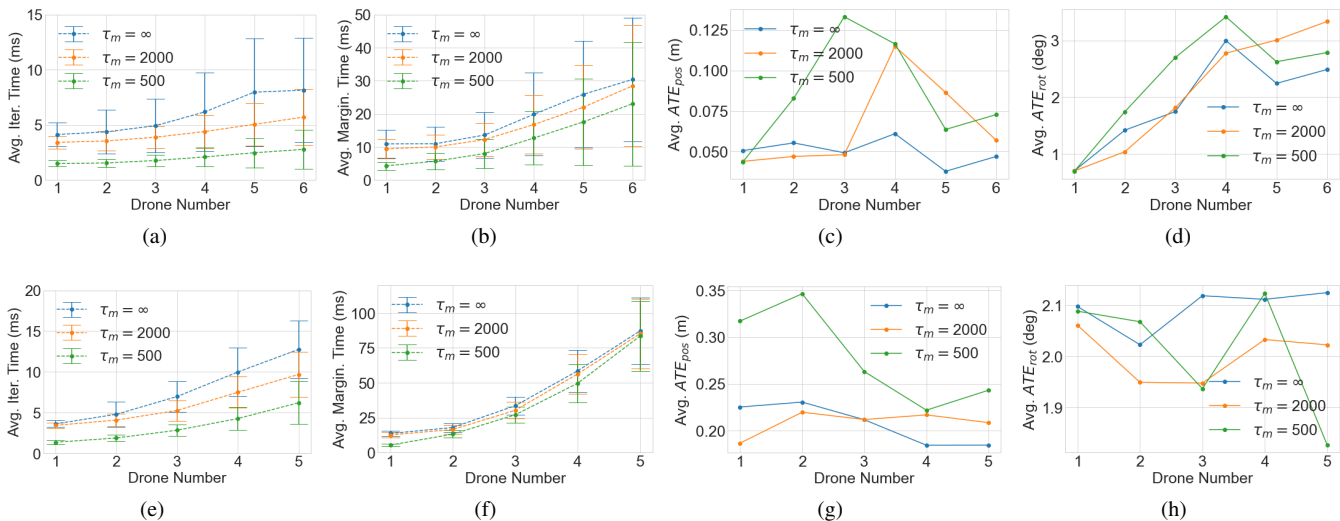 Avg. Iter. Time (ms)
15
10
5
0
τm = ∞
τm = 2000
τm = 500
1 2 3 4 5 6
Drone Number
(a)
Avg. Margin. Time (ms)
50
40
30
20
10
0
τm = ∞
τm = 2000
τm = 500
1 2 3 4 5 6
Drone Number
(b)
Avg. ATEpos (m)
0.125
0.100
0.075
0.050
τm = ∞
τm = 2000
τm = 500
1 2 3 4 5 6
Drone Number
(c)
Avg. ATErot (deg)
3
2
1
τm = ∞
τm = 2000
τm = 500
1 2 3 4 5 6
Drone Number
(d)
Avg. Iter. Time (ms)
20
15
10
5
0
τm = ∞
τm = 2000
τm = 500
1 2 3 4 5
Drone Number
(e)
Avg. Margin. Time (ms)
100
75
50
25
0
τm = ∞
τm = 2000
τm = 500
1 2 3 4 5
Drone Number
(f)
Avg. ATEpos (m)
0.35
0.30
0.25
0.20
τm = ∞
τm = 2000
τm = 500
1 2 3 4 5
Drone Number
(g)
Avg. ATErot (deg)
2.1
2.0
1.9
τm = ∞
τm = 2000
τm = 500
1 2 3 4 5
Drone Number
(h)